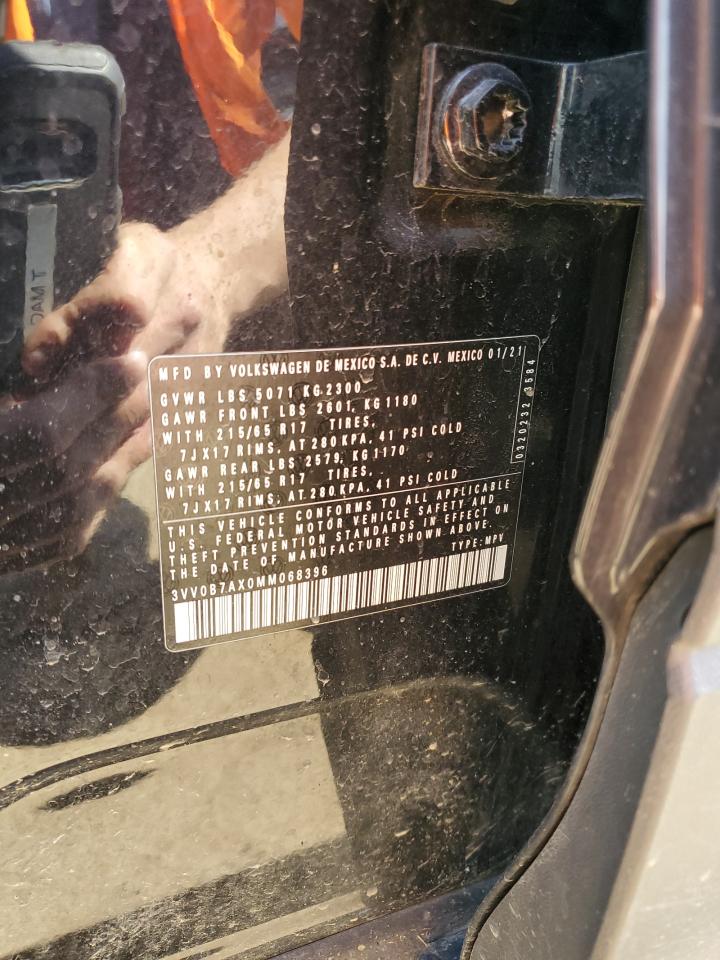 MFD BY VOLKSWAGEN DE MEXICO S.A. DE C.V. MEXICO 01/21
GVWR LBS 5071 KG 2300
GAWR FRONT LBS 2601, KG 1180
WITH 215/65 R17 TIRES,
7JX17 RIMS, AT 280 KPA, 41 PSI COLD
GAWR REAR LBS 2579, KG 1170
WITH 215/65 R17 TIRES,
7JX17 RIMS, AT 280 KPA, 41 PSI COLD
0320232 3584
THIS VEHICLE CONFORMS TO ALL APPLICABLE
U.S. FEDERAL MOTOR VEHICLE SAFETY AND
THEFT PREVENTION STANDARDS IN EFFECT ON
THE DATE OF MANUFACTURE SHOWN ABOVE.
TYPE: MPV
3VV0B7AX0MM068396